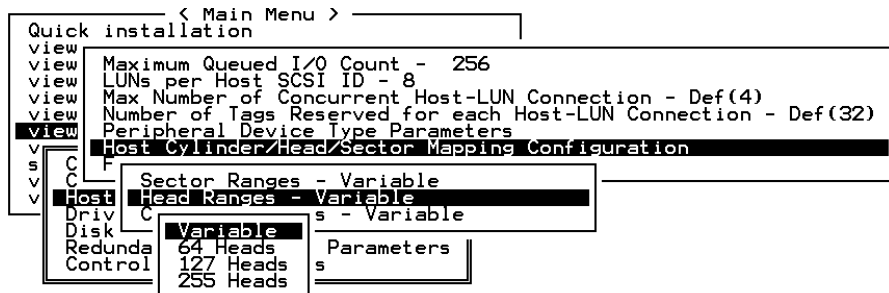 < Main Menu >
Quick installation
view
view
view
view
view
view
v
s
v
v
Maximum Queued I/O Count - 256
LUNs per Host SCSI ID - 8
Max Number of Concurrent Host-LUN Connection - Def(4)
Number of Tags Reserved for each Host-LUN Connection - Def(32)
Peripheral Device Type Parameters
Host Cylinder/Head/Sector Mapping Configuration
F
C
C
Host
Driv
Disk
Redunda Parameters
Control s
Sector Ranges - Variable
Head Ranges - Variable
C s - Variable
Variable
64 Heads
127 Heads
255 Heads